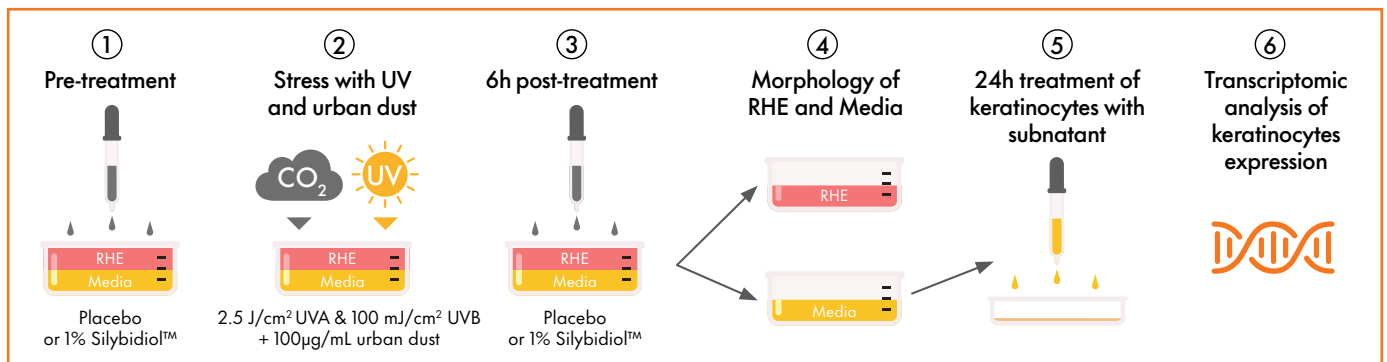 ①
Pre-treatment
RHE
Media
Placebo
or 1% Silybidiol™
②
Stress with UV
and urban dust
CO₂
UV
RHE
Media
2.5 J/cm² UVA & 100 mJ/cm² UVB
+ 100µg/mL urban dust
③
6h post-treatment
RHE
Media
Placebo
or 1% Silybidiol™
④
Morphology of
RHE and Media
RHE
Media
⑤
24h treatment of
keratinocytes with
subnatant
⑥
Transcriptomic
analysis of
keratinocytes
expression